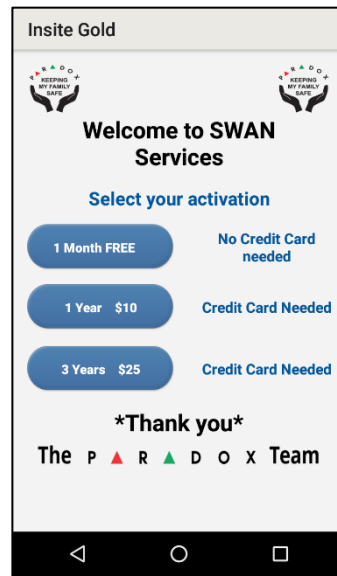 Insite Gold
PARADOX
KEEPING
MY FAMILY
SAFE
PARADOX
KEEPING
MY FAMILY
SAFE
Welcome to SWAN
Services
Select your activation
1 Month FREE
No Credit Card
needed
1 Year $10
Credit Card Needed
3 Years $25
Credit Card Needed
*Thank you*
The PARADOX Team